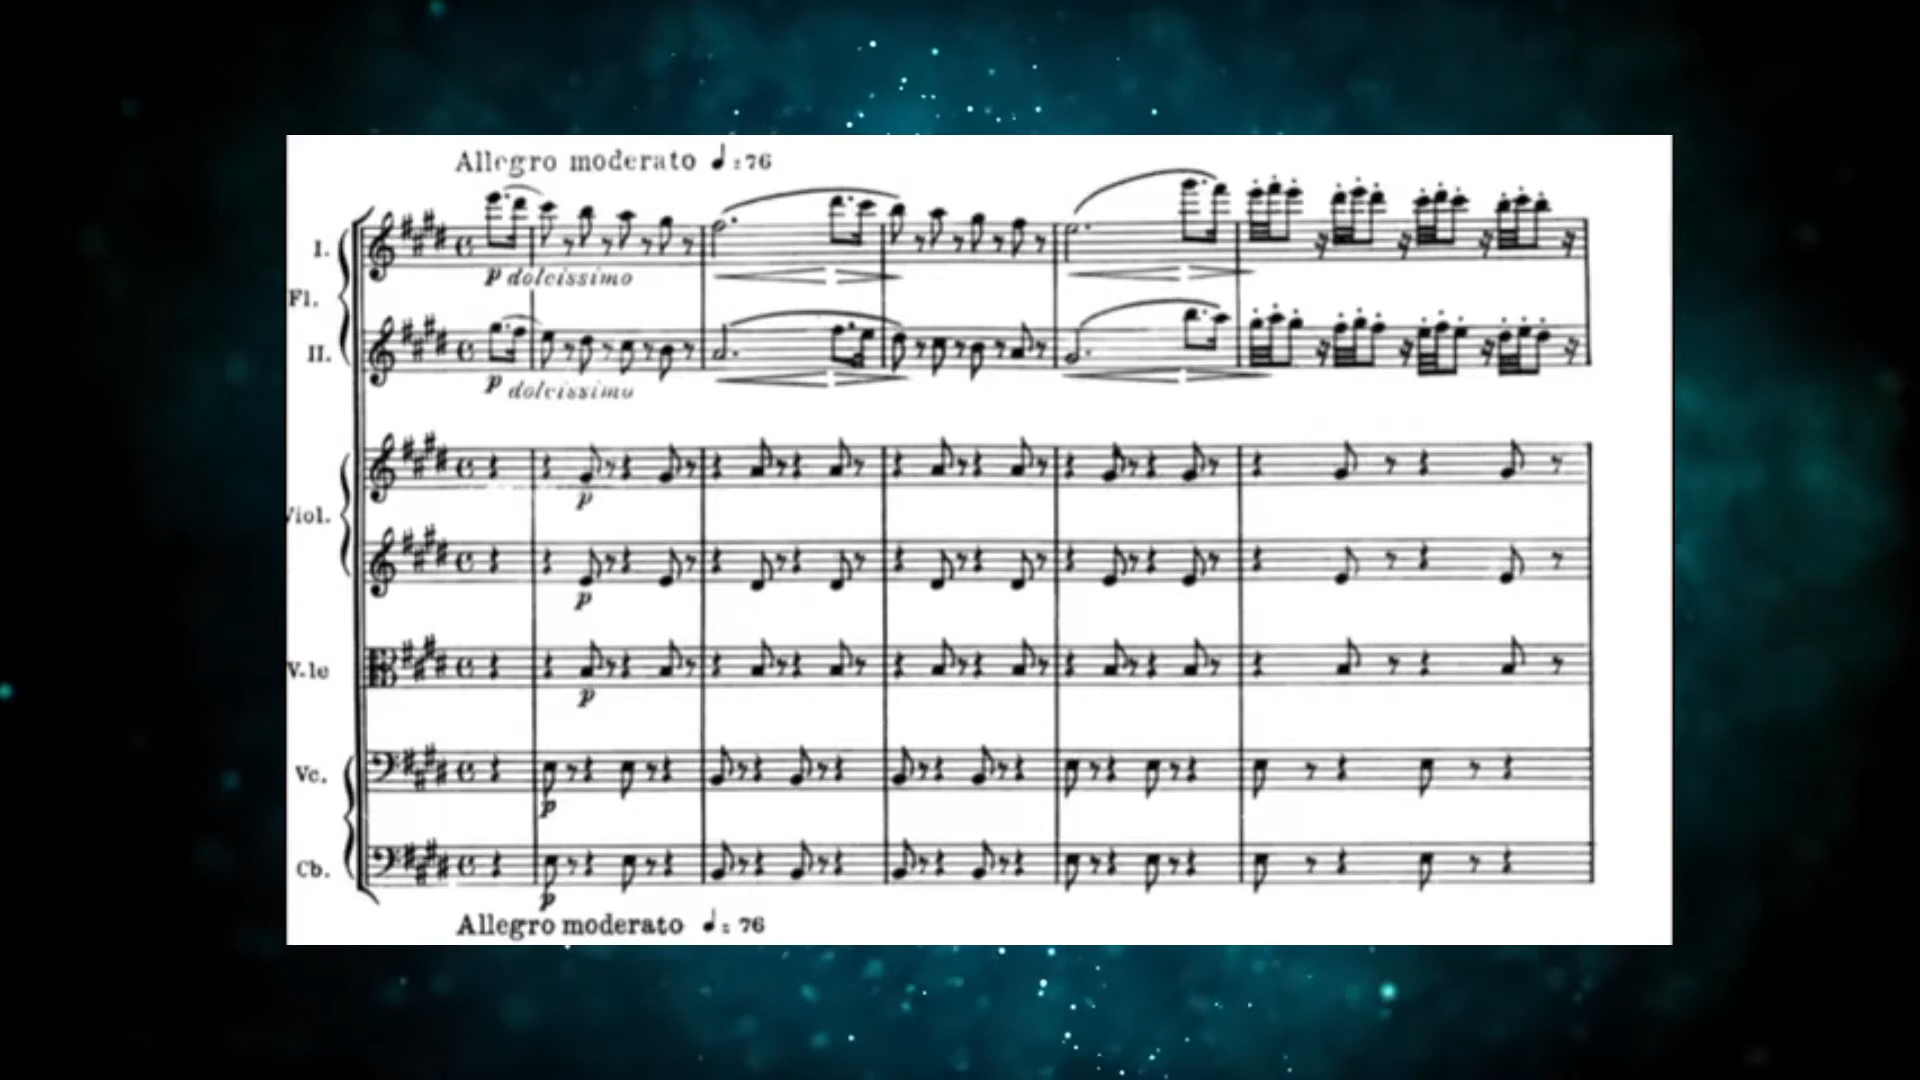 Allegro moderato ♩=76
I.
p dolcissimo
Fl.
II.
p dolcissimo
p
Viol.
p
V.le
p
Vc.
p
Cb.
p
Allegro moderato ♩=76